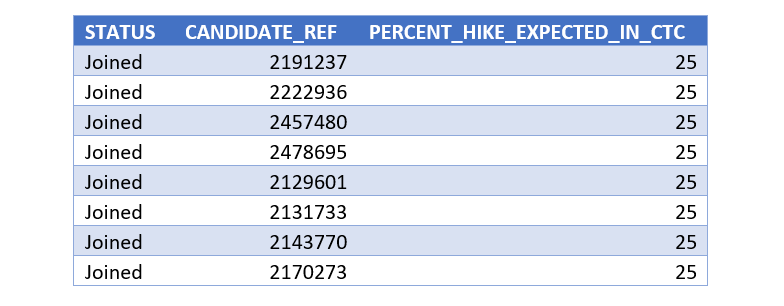 STATUS CANDIDATE_REF PERCENT_HIKE_EXPECTED_IN_CTC
Joined 2191237 25
Joined 2222936 25
Joined 2457480 25
Joined 2478695 25
Joined 2129601 25
Joined 2131733 25
Joined 2143770 25
Joined 2170273 25